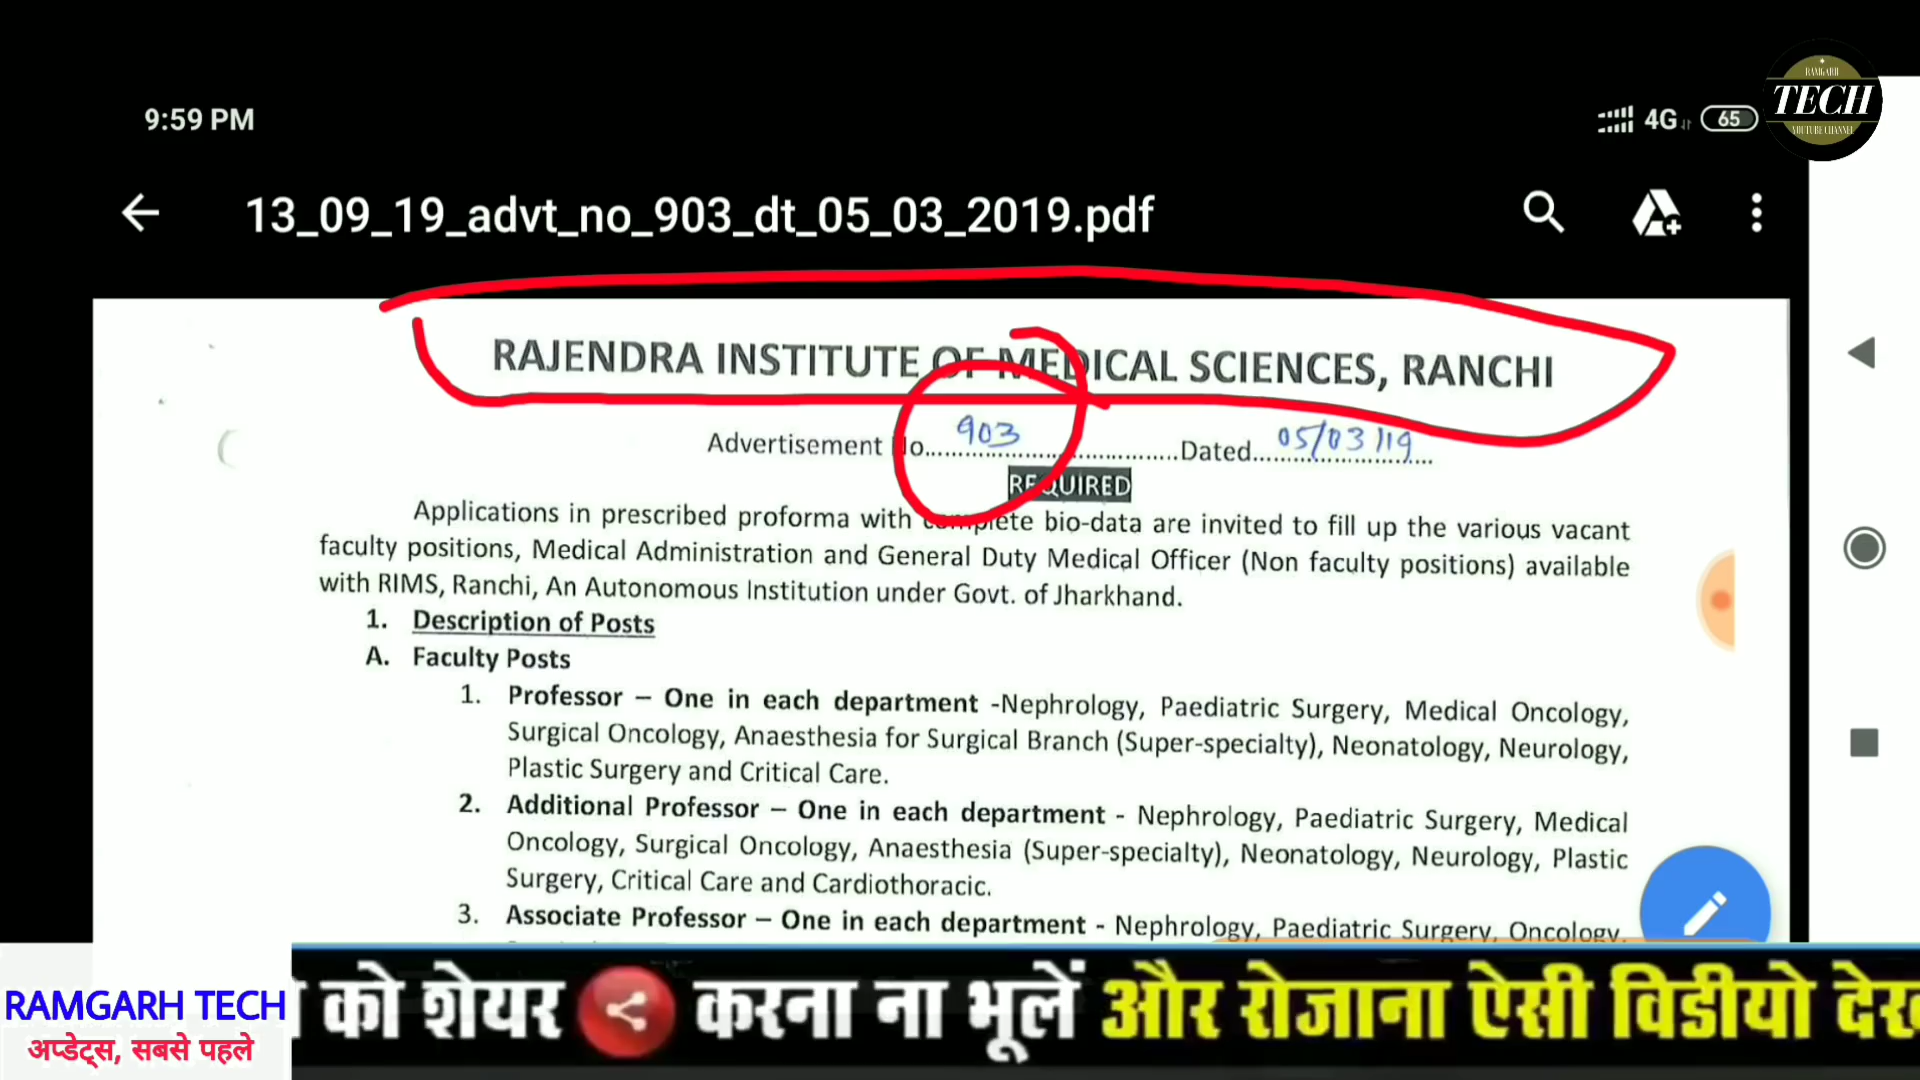 RAMGARH
TECH
YOUTUBE CHANNEL
9:59 PM
4G 65
13_09_19_advt_no_903_dt_05_03_2019.pdf
RAJENDRA INSTITUTE OF MEDICAL SCIENCES, RANCHI
Advertisement No....903....Dated....05/03/19....
REQUIRED
Applications in prescribed proforma with complete bio-data are invited to fill up the various vacant
faculty positions, Medical Administration and General Duty Medical Officer (Non faculty positions) available
with RIMS, Ranchi, An Autonomous Institution under Govt. of Jharkhand.
1. Description of Posts
A. Faculty Posts
1. Professor – One in each department -Nephrology, Paediatric Surgery, Medical Oncology,
Surgical Oncology, Anaesthesia for Surgical Branch (Super-specialty), Neonatology, Neurology,
Plastic Surgery and Critical Care.
2. Additional Professor – One in each department - Nephrology, Paediatric Surgery, Medical
Oncology, Surgical Oncology, Anaesthesia (Super-specialty), Neonatology, Neurology, Plastic
Surgery, Critical Care and Cardiothoracic.
3. Associate Professor – One in each department - Nephrology, Paediatric Surgery, Oncology,
RAMGARH TECH
अप्डेट्स, सबसे पहले
को शेयर करना ना भूलें और रोजाना ऐसी विडीयो